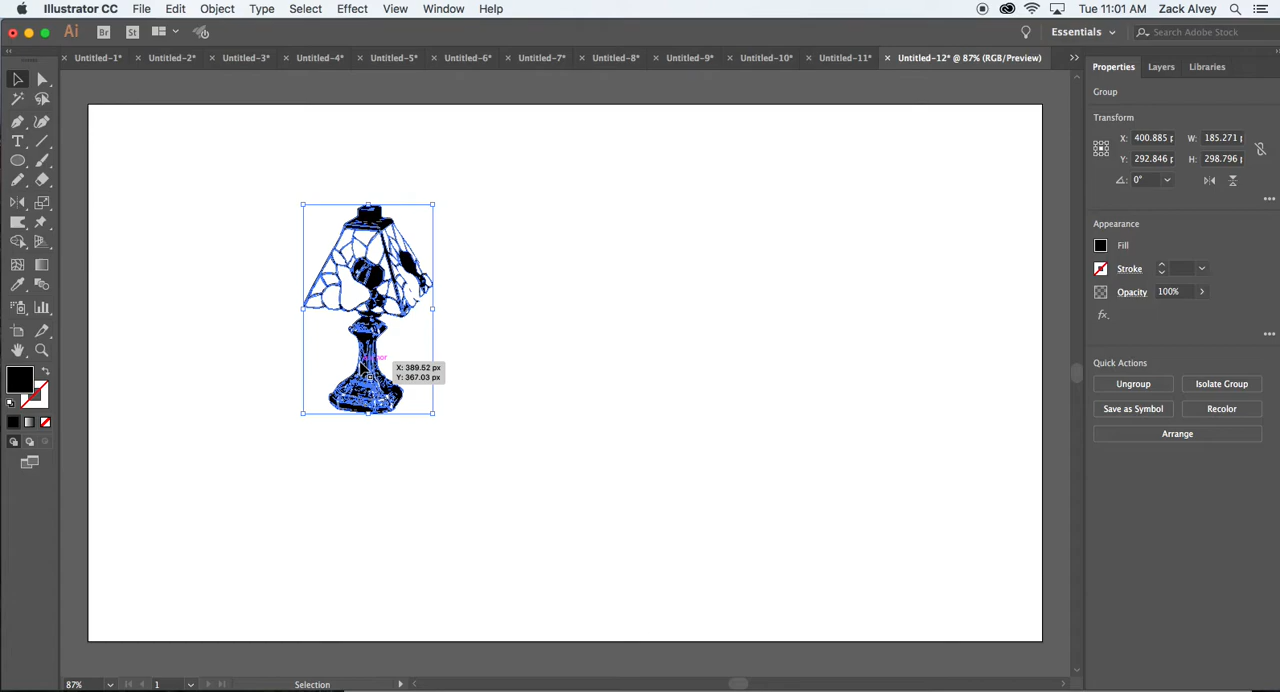 Illustrator CC File Edit Object Type Select Effect View Window Help Tue 11:01 AM Zack Alvey
Ai Br St Essentials Search Adobe Stock
Untitled-1* Untitled-2* Untitled-3* Untitled-4* Untitled-5* Untitled-6* Untitled-7* Untitled-8* Untitled-9* Untitled-10* Untitled-11* Untitled-12* @ 87% (RGB/Preview)
Properties Layers Libraries
Group
Transform
X: 400.885 p W: 185.271
Y: 292.846 p H: 298.796
0°
Appearance
Fill
Stroke
Opacity 100%
fx.
Quick Actions
Ungroup Isolate Group
Save as Symbol Recolor
Arrange
X: 389.52 px
Y: 367.03 px
87% 1 Selection